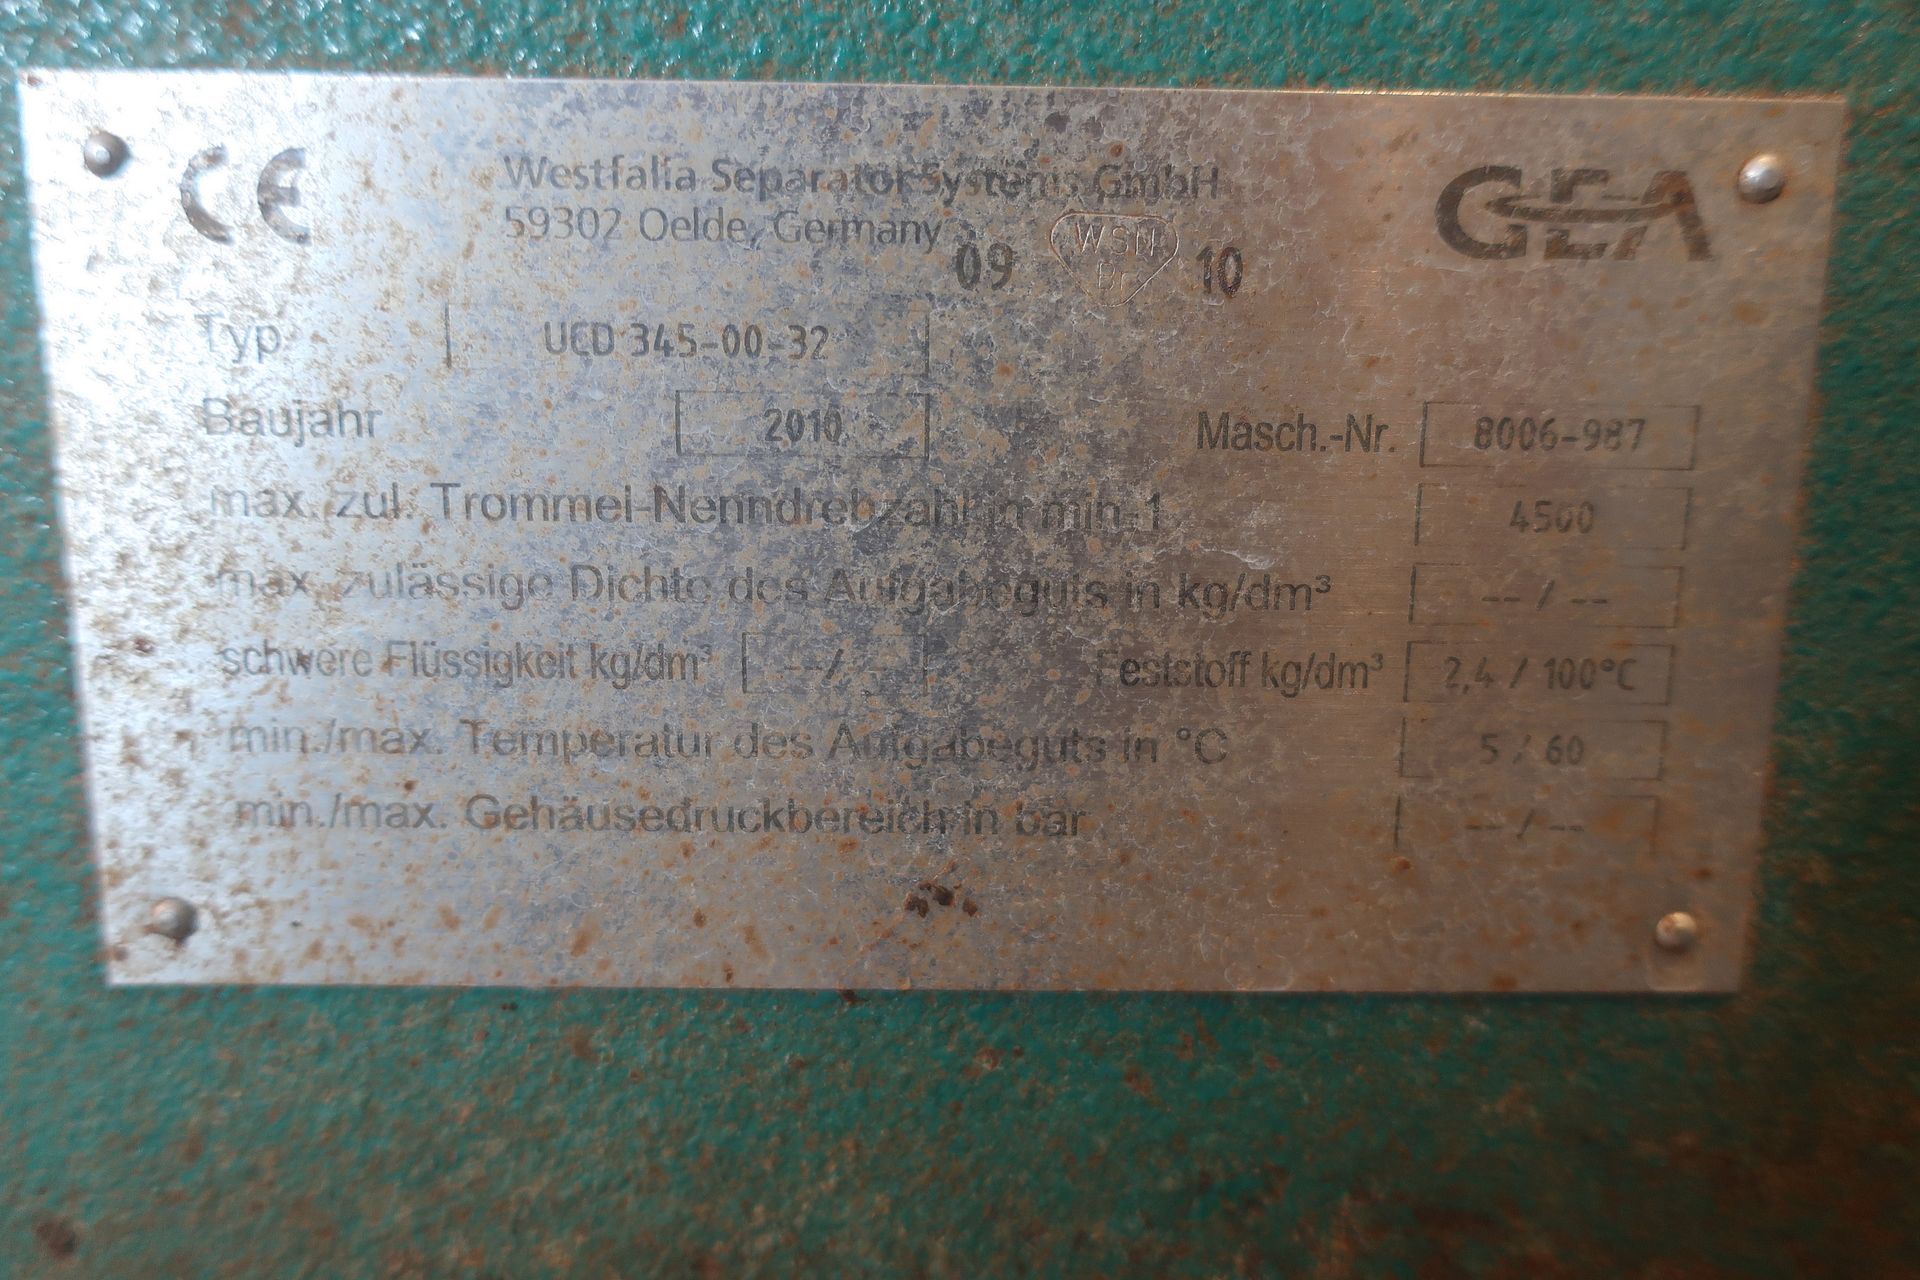 CE
Westfalia Separator Systems GmbH
GEA
59302 Oelde, Germany
09 WSN 10
Br
Typ UCD 345-00-32
Baujahr 2010 Masch.-Nr. 8006-987
max. zul. Trommel-Nenndrehzahl in min-1 4500
max. zulässige Dichte des Aufgabeguts in kg/dm³ --/--
schwere Flüssigkeit kg/dm³ --/-- Feststoff kg/dm³ 2,4 / 100°C
min./max. Temperatur des Aufgabeguts in °C 5 / 60
min./max. Gehäusedruckbereich in bar --/--